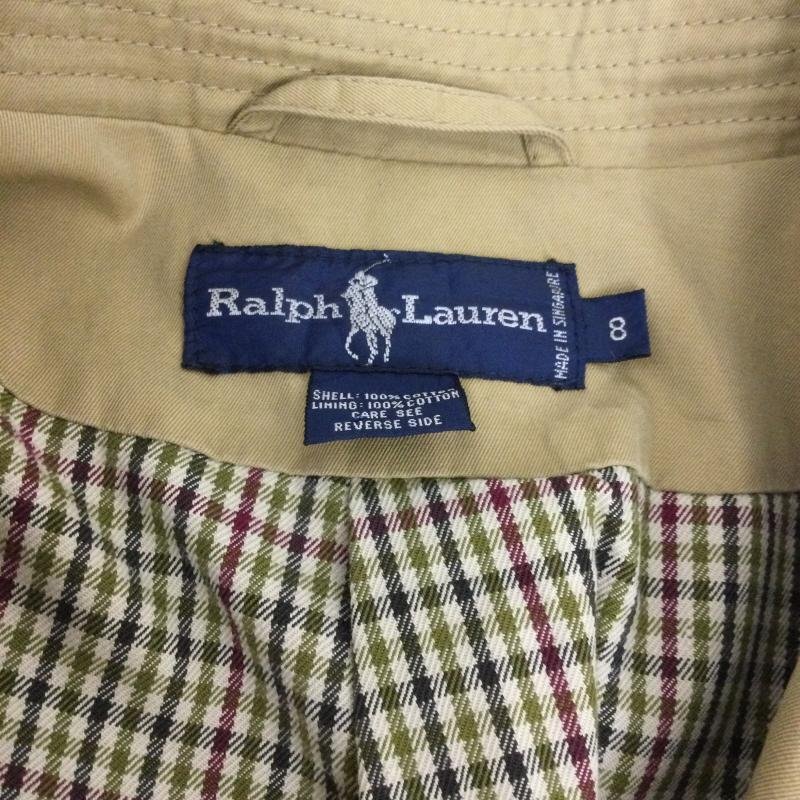 Ralph Lauren
MADE IN SINGAPORE
8
SHELL: 100% COTTON
LINING: 100% COTTON
CARE SEE
REVERSE SIDE